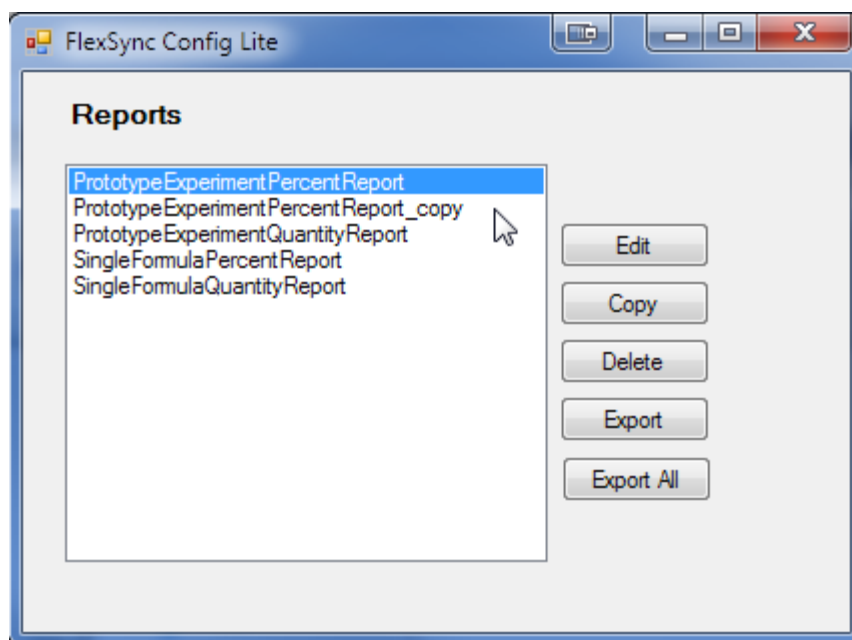 FlexSync Config Lite
Reports
PrototypeExperimentPercentReport
PrototypeExperimentPercentReport_copy
PrototypeExperimentQuantityReport
SingleFormulaPercentReport
SingleFormulaQuantityReport
Edit
Copy
Delete
Export
Export All